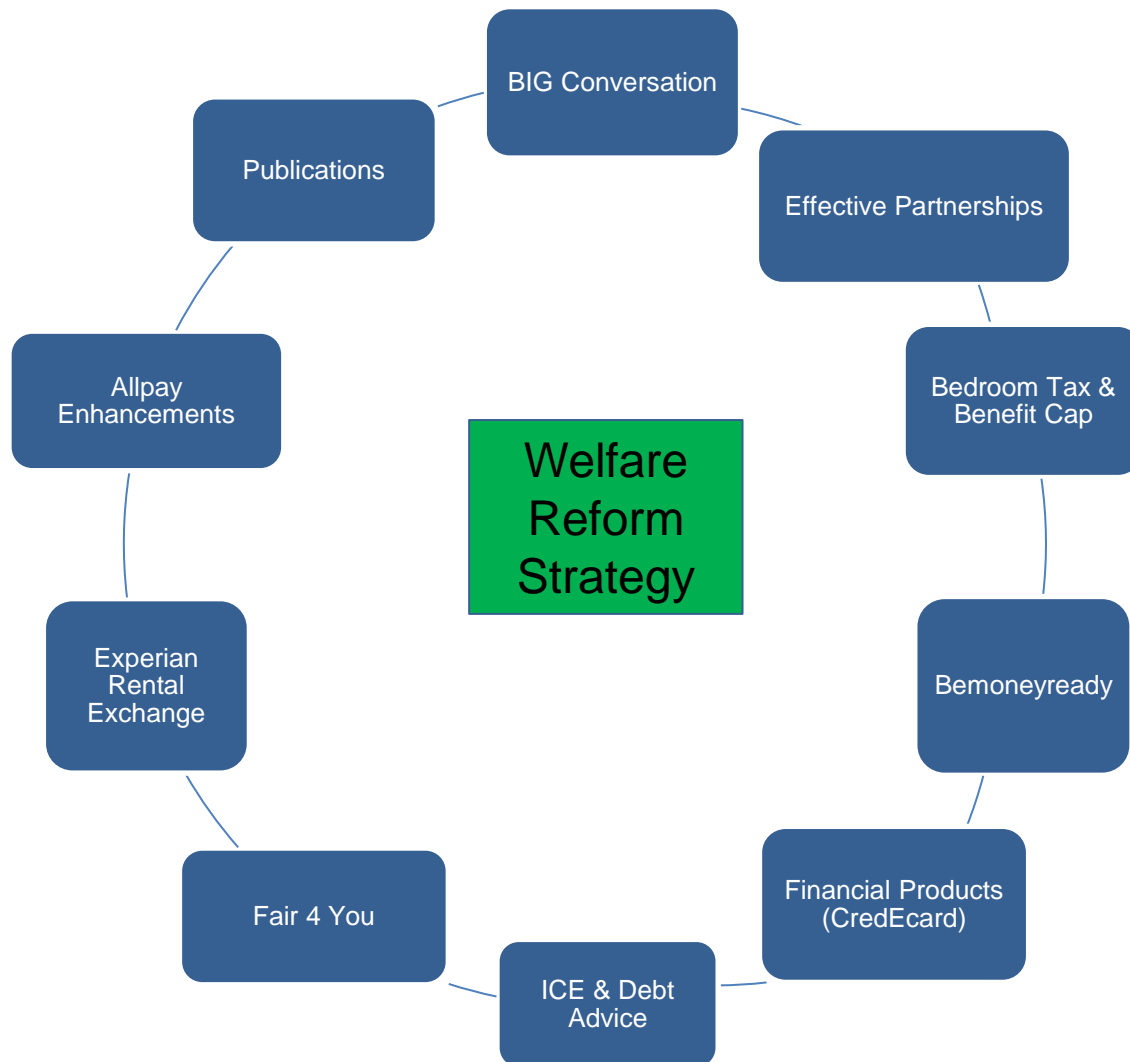 BIG Conversation
Effective Partnerships
Bedroom Tax &
Benefit Cap
Bemoneyready
Financial Products
(CredEcard)
ICE & Debt
Advice
Fair 4 You
Experian
Rental
Exchange
Allpay
Enhancements
Publications
Welfare
Reform
Strategy